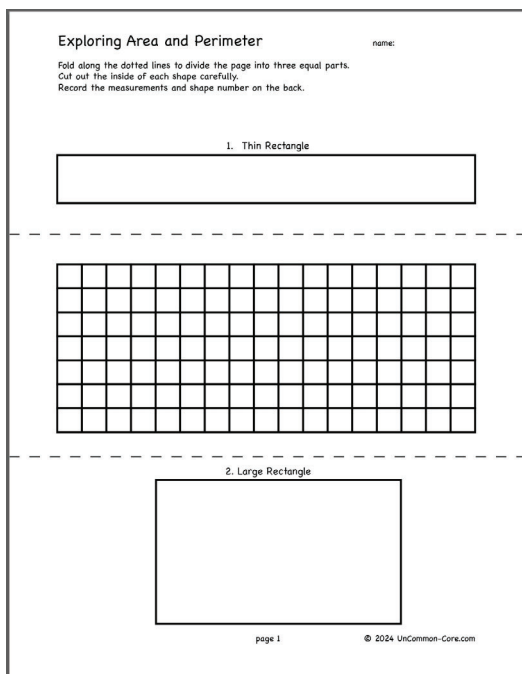 Exploring Area and Perimeter
name:
Fold along the dotted lines to divide the page into three equal parts.
Cut out the inside of each shape carefully.
Record the measurements and shape number on the back.
1. Thin Rectangle
2. Large Rectangle
page 1
© 2024 UnCommon-Core.com